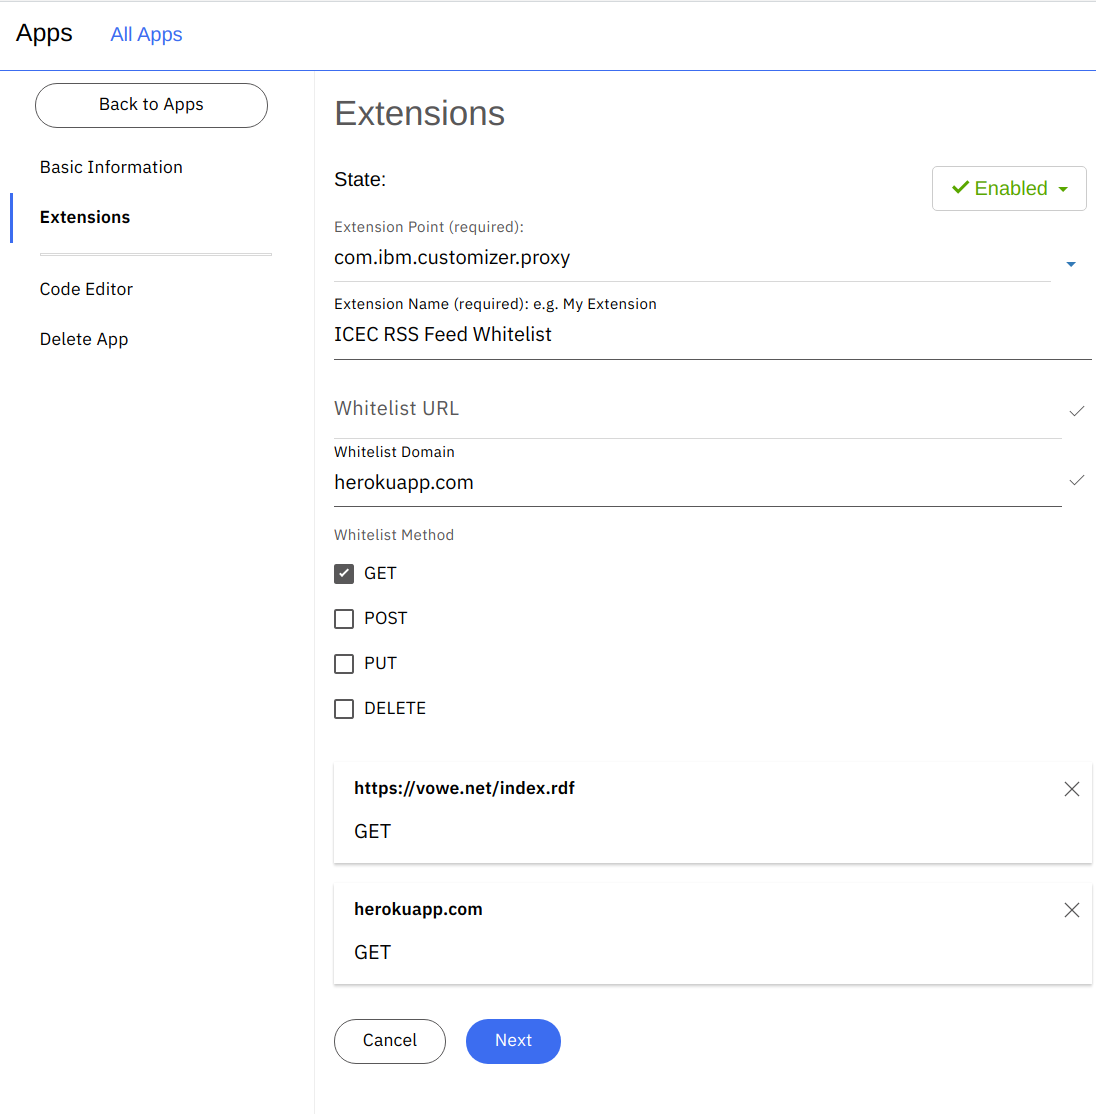 Apps
All Apps
Back to Apps
Basic Information
Extensions
Code Editor
Delete App
Extensions
State:
Enabled
Extension Point (required):
com.ibm.customizer.proxy
Extension Name (required): e.g. My Extension
ICEC RSS Feed Whitelist
Whitelist URL
Whitelist Domain
herokuapp.com
Whitelist Method
GET
POST
PUT
DELETE
https://vowe.net/index.rdf
GET
herokuapp.com
GET
Cancel
Next